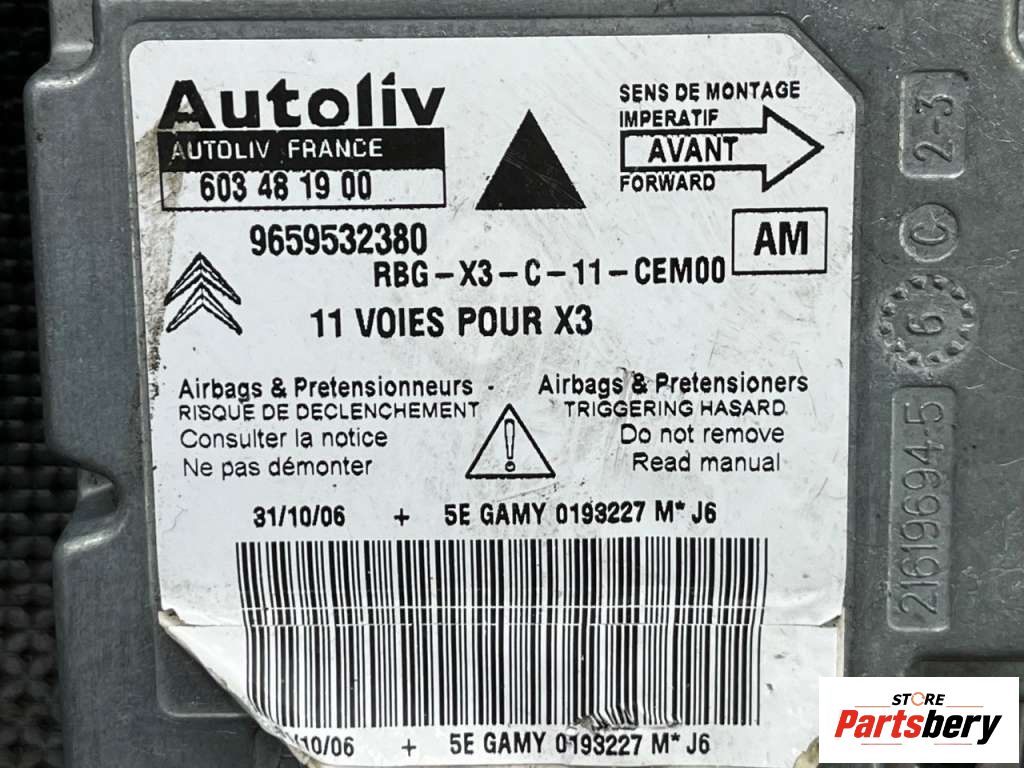 Autoliv
AUTOLIV FRANCE
603 48 19 00
SENS DE MONTAGE
IMPERATIF
AVANT
FORWARD
9659532380
AM
RBG-X3-C-11-CEM00
11 VOIES POUR X3
Airbags & Pretensionneurs - Airbags & Pretensioners
RISQUE DE DECLENCHEMENT TRIGGERING HASARD
Consulter la notice Do not remove
Ne pas démonter Read manual
31/10/06 + 5E GAMY 0193227 M* J6
/10/06 + 5E GAMY 0193227 M* J6
2-3
C
6
216196945
STORE
Partsbery